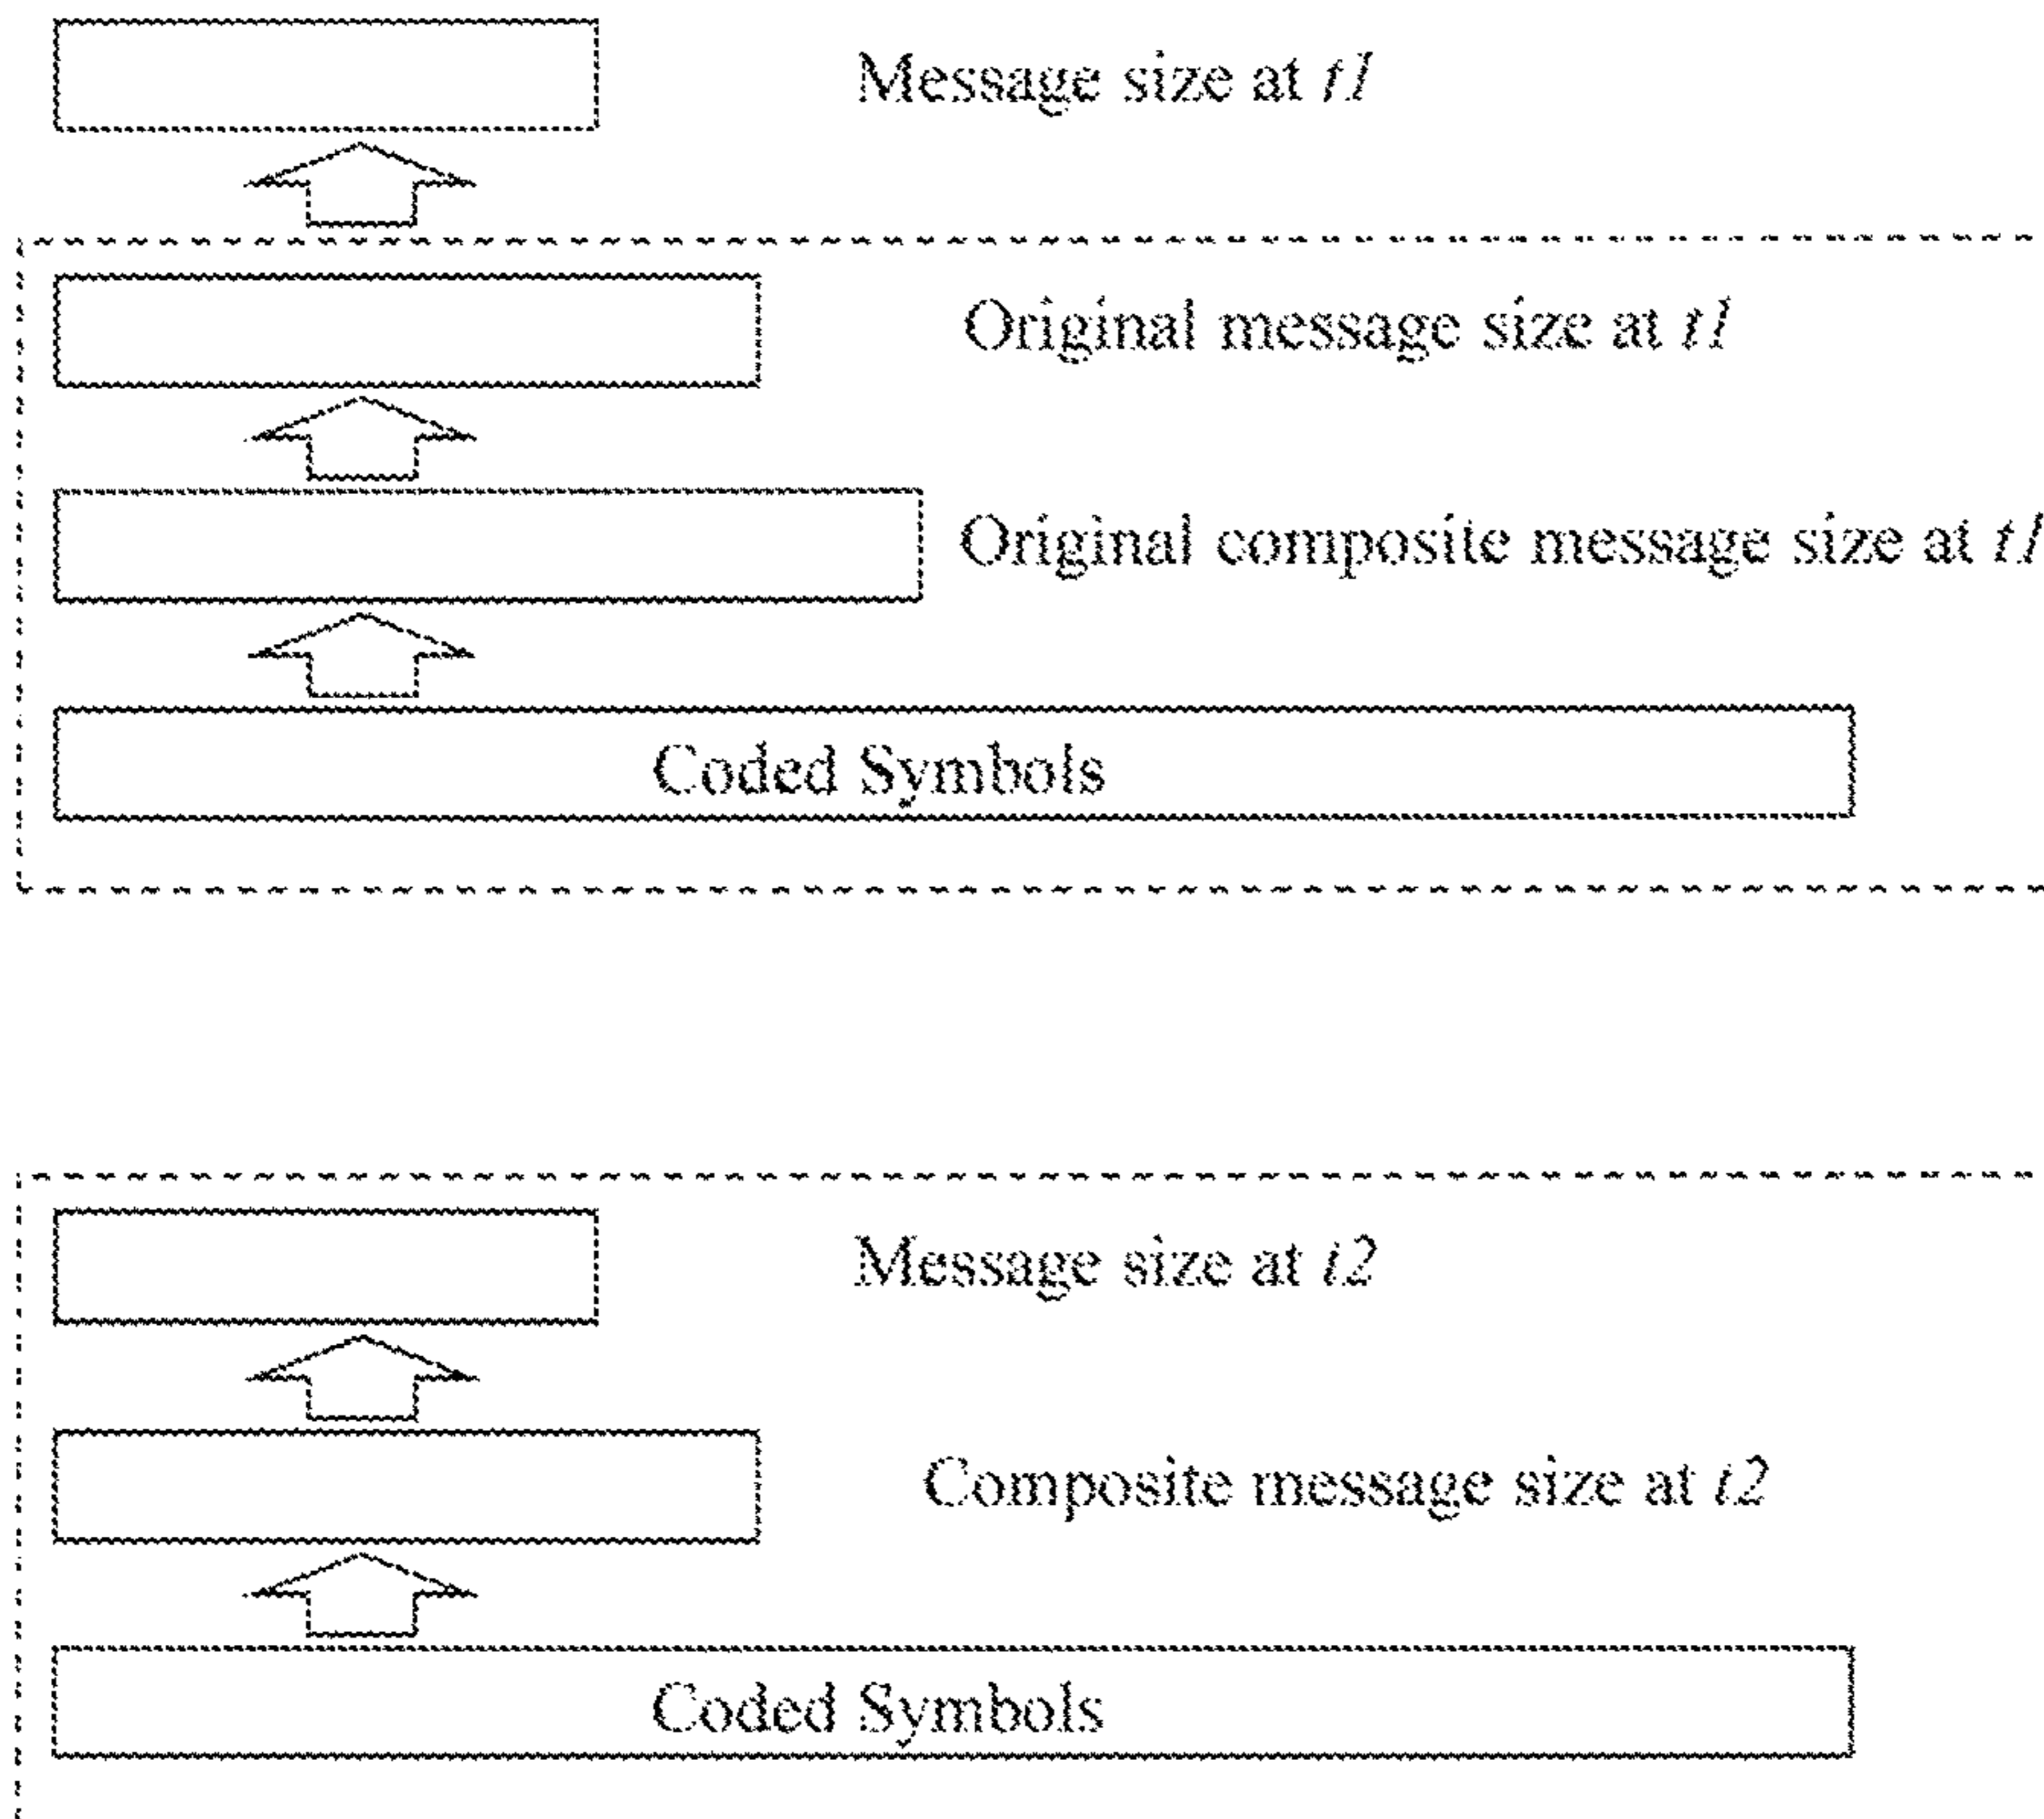 Message size at t1
Original message size at t1
Original composite message size at t1
Coded Symbols
Message size at t2
Composite message size at t2
Coded Symbols